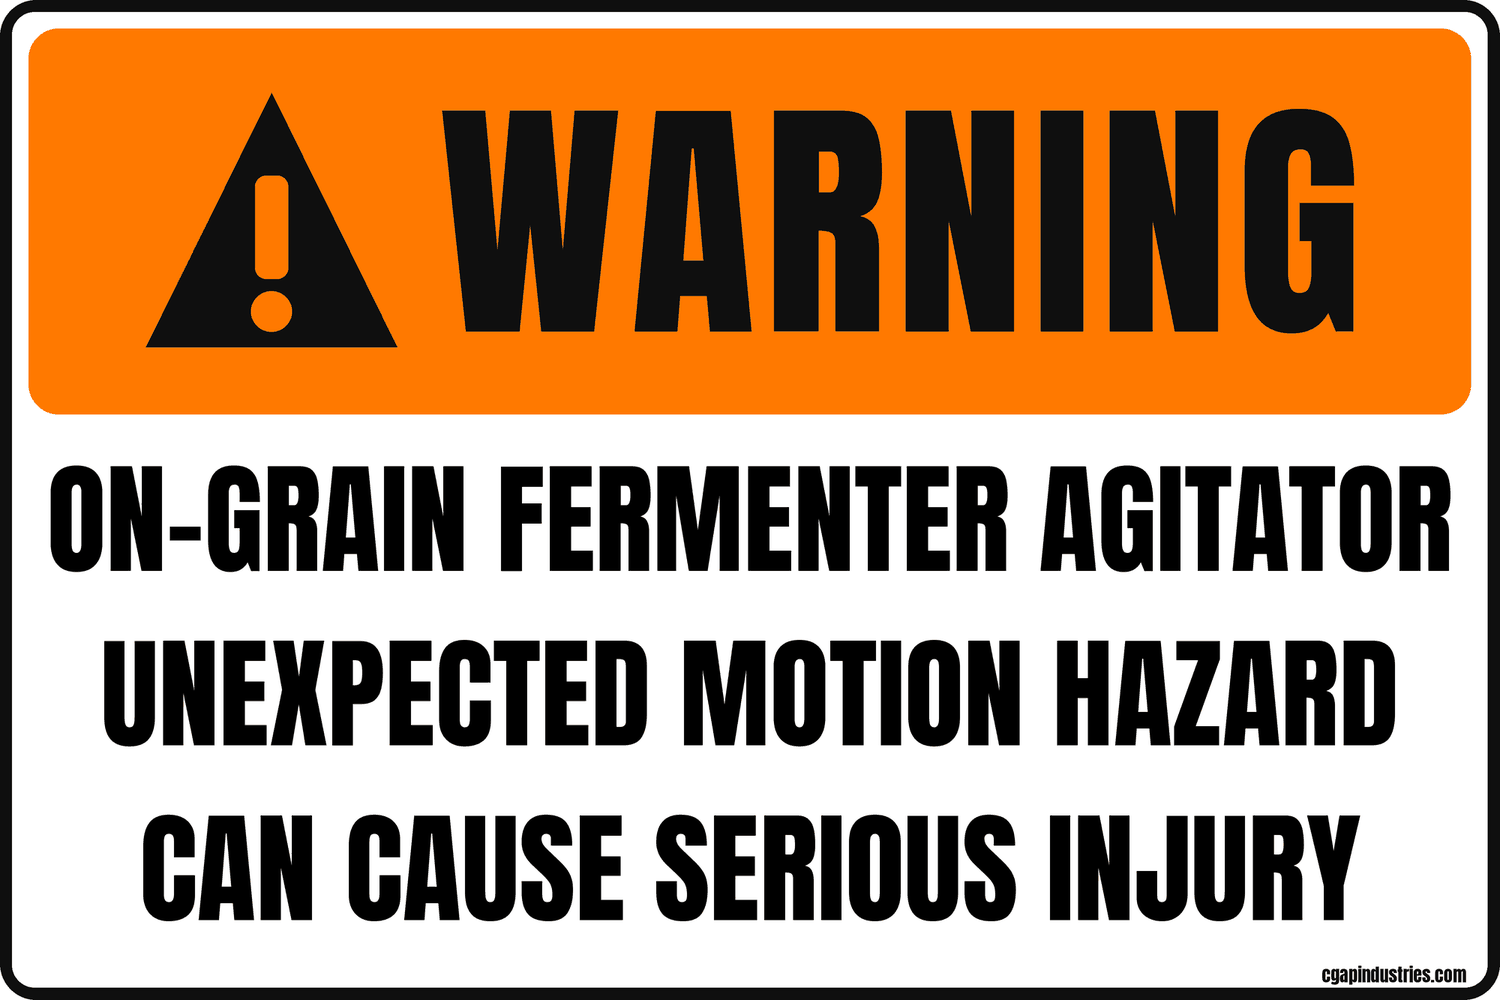 WARNING
ON-GRAIN FERMENTER AGITATOR
UNEXPECTED MOTION HAZARD
CAN CAUSE SERIOUS INJURY
cgapindustries.com